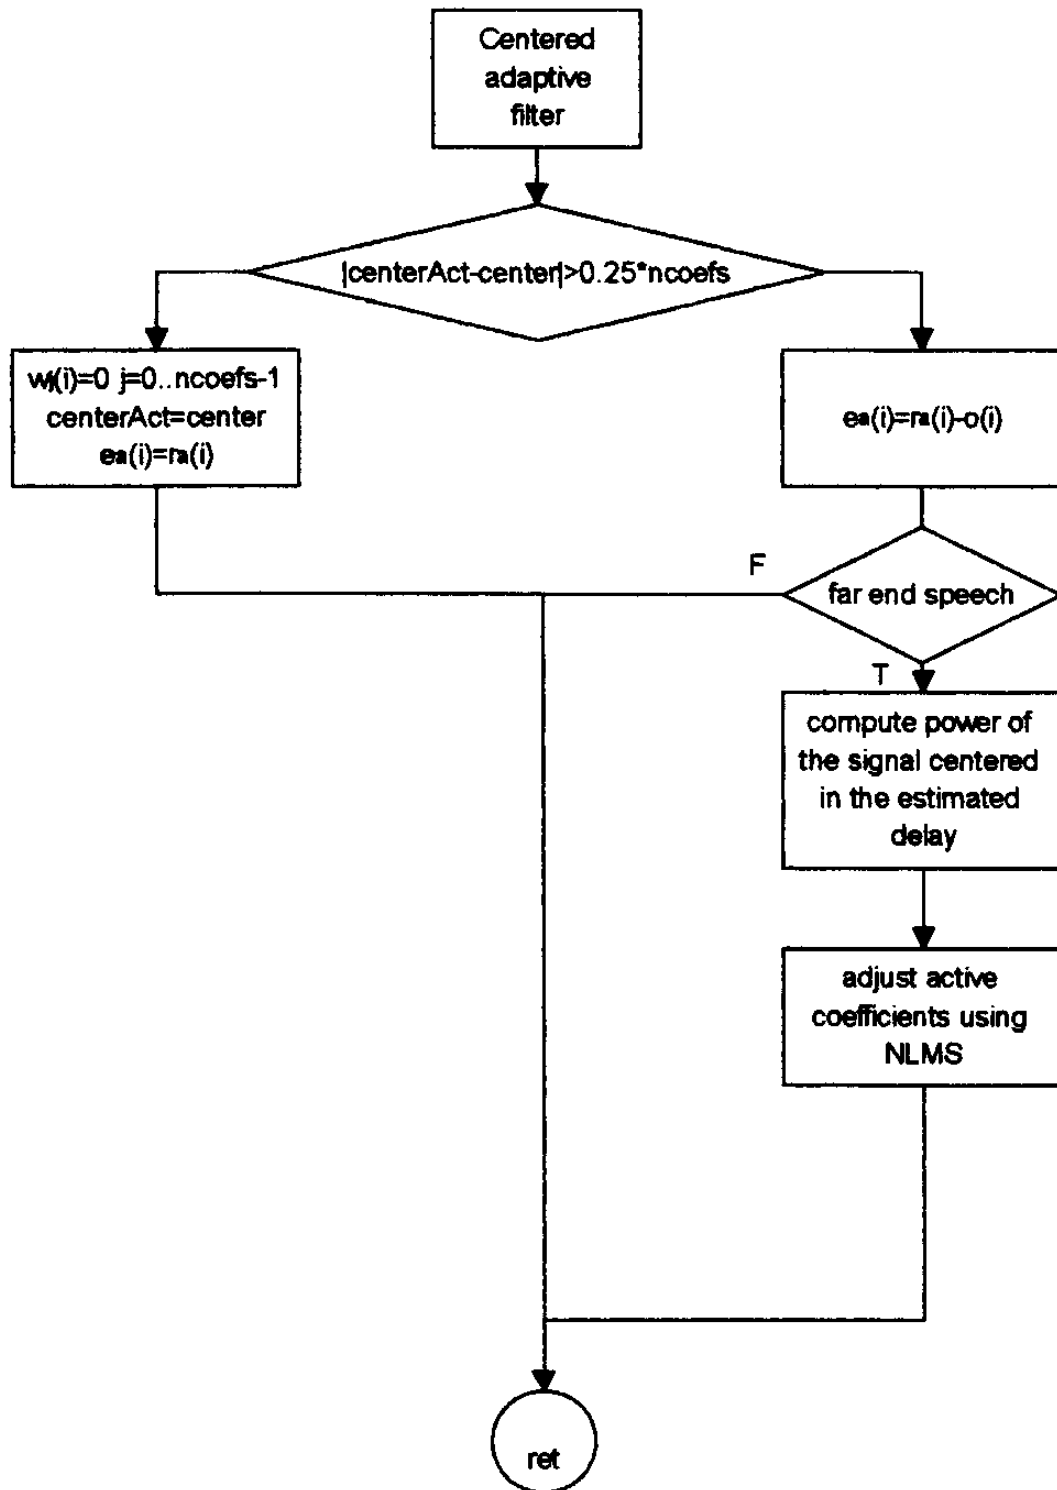 Centered
adaptive
filter
|centerAct-center|>0.25*ncoefs
wj(i)=0 j=0..ncoefs-1
centerAct=center
ea(i)=ra(i)
ea(i)=ra(i)-o(i)
F
far end speech
T
compute power of
the signal centered
in the estimated
delay
adjust active
coefficients using
NLMS
ret